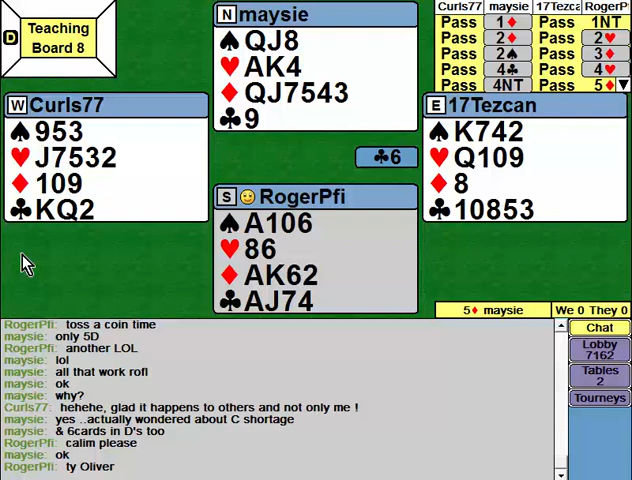 D
Teaching
Board 8
N maysie
♠QJ8
♥AK4
♦QJ7543
♣9
Curls77 maysie 17Tezca RogerPf
Pass 1♦ Pass 1NT
Pass 2♦ Pass 2♥
Pass 2♠ Pass 3♦
Pass 4♣ Pass 4♥
Pass 4NT Pass 5♦
W Curls77
♠953
♥J7532
♦109
♣KQ2
♣6
E 17Tezcan
♠K742
♥Q109
♦8
♣10853
S RogerPfi
♠A106
♥86
♦AK62
♣AJ74
5♦ maysie We 0 They 0
RogerPfi: toss a coin time
maysie: only 5D
RogerPfi: another LOL
maysie: lol
maysie: all that work rofl
maysie: ok
maysie: why?
Curls77: hehehe, glad it happens to others and not only me !
maysie: yes ..actually wondered about C shortage
maysie: & 6cards in D's too
RogerPfi: calim please
maysie: ok
RogerPfi: ty Oliver
Chat
Lobby
7162
Tables
2
Tourneys